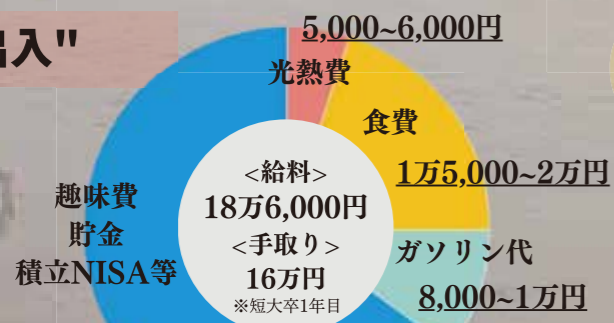 出入"
5,000~6,000円
光熱費
食費
1万5,000~2万円
<給料>
18万6,000円
<手取り>
16万円
※短大卒1年目
趣味費
貯金
積立NISA等
ガソリン代
8,000~1万円